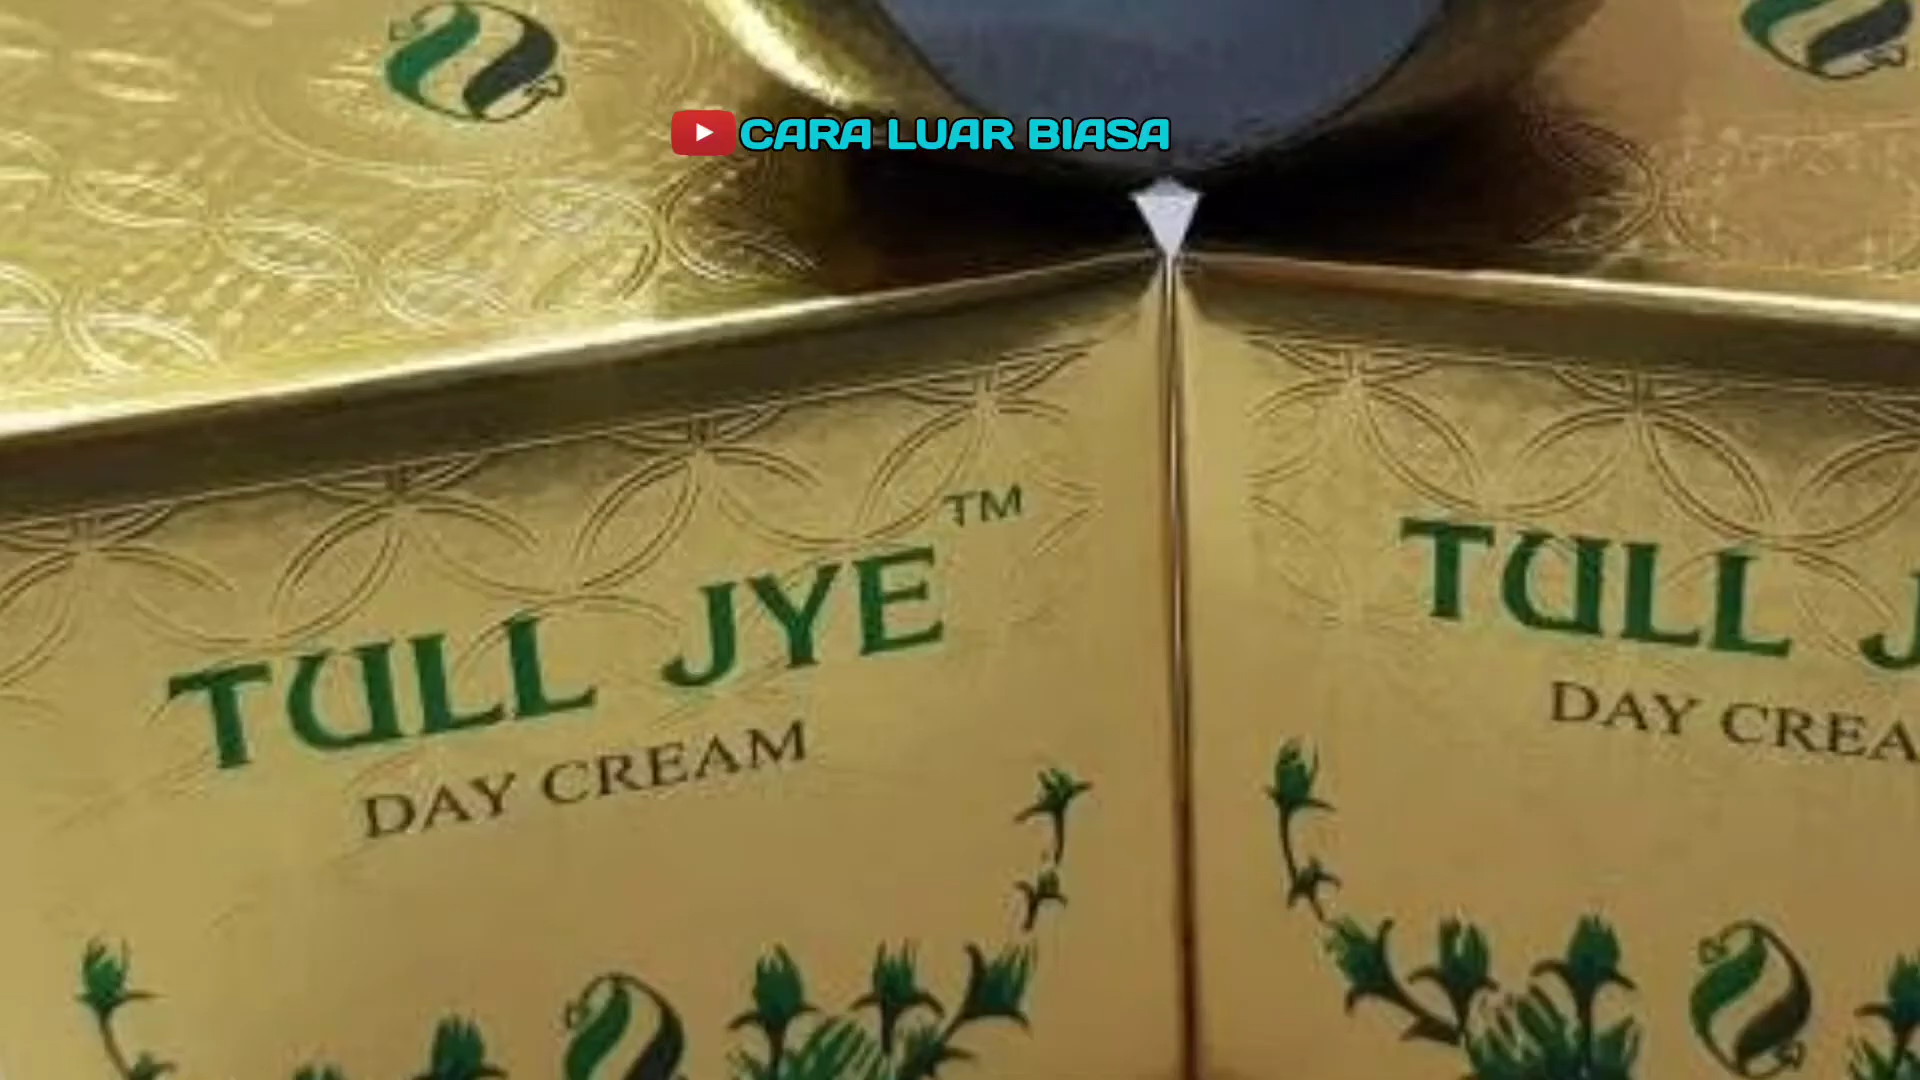 CARA LUAR BIASA
TULL JYE™
DAY CREAM
TULL J
DAY CREA